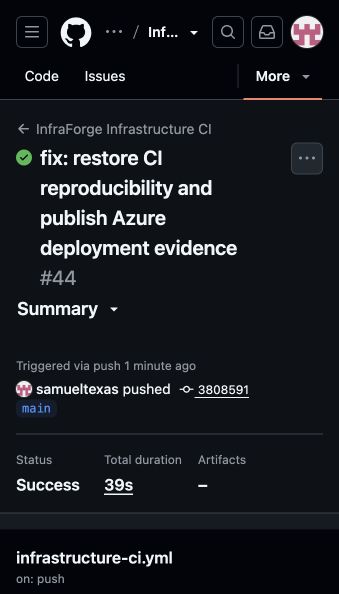 ... / Inf...
Code Issues More
← InfraForge Infrastructure CI
fix: restore CI
reproducibility and
publish Azure
deployment evidence
#44
Summary
Triggered via push 1 minute ago
samueltexas pushed 3808591
main
Status Total duration Artifacts
Success 39s –
infrastructure-ci.yml
on: push